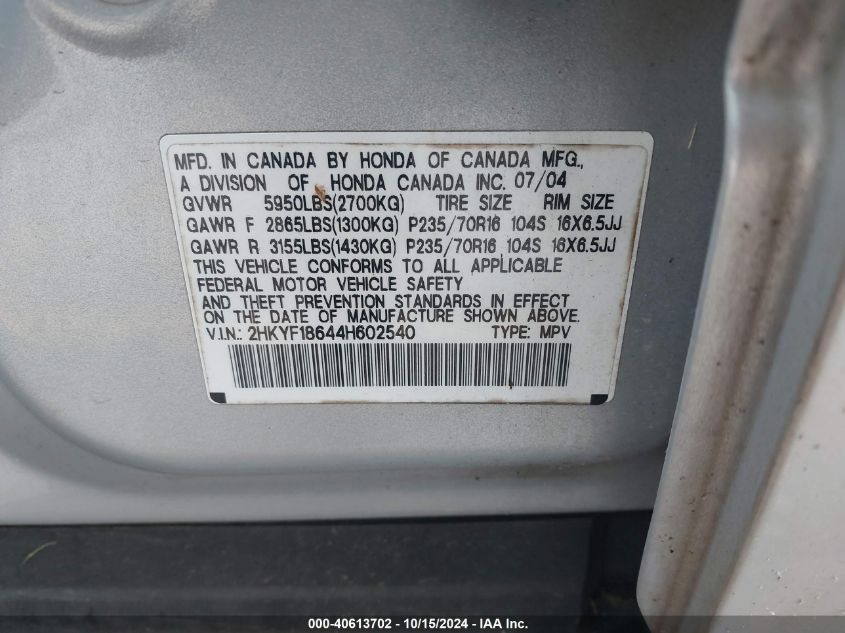 MFD. IN CANADA BY HONDA OF CANADA MFG.,
A DIVISION OF HONDA CANADA INC. 07/04
GVWR 5950LBS(2700KG) TIRE SIZE RIM SIZE
GAWR F 2865LBS(1300KG) P235/70R16 104S 16X6.5JJ
GAWR R 3155LBS(1430KG) P235/70R16 104S 16X6.5JJ
THIS VEHICLE CONFORMS TO ALL APPLICABLE
FEDERAL MOTOR VEHICLE SAFETY
AND THEFT PREVENTION STANDARDS IN EFFECT
ON THE DATE OF MANUFACTURE SHOWN ABOVE.
V.I.N.: 2HKYF18644H602540 TYPE: MPV
000-40613702 - 10/15/2024 - IAA Inc.